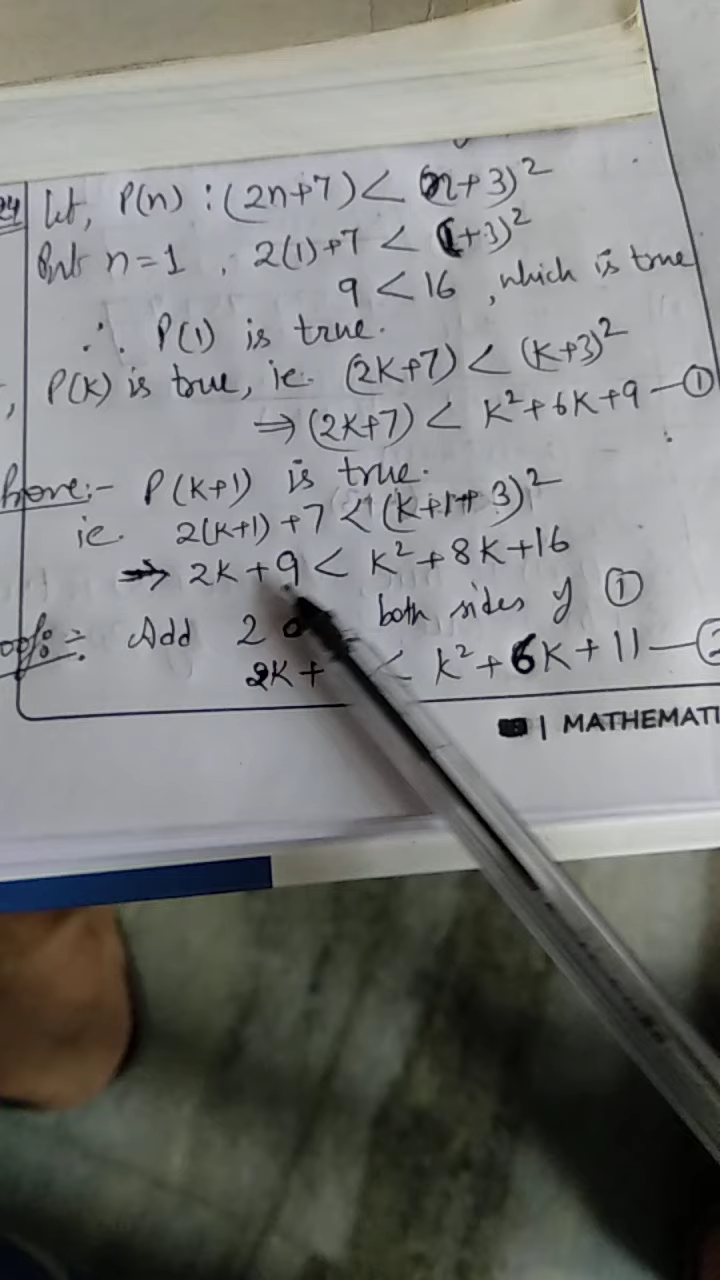 24 Let, P(n) : (2n+7) < (n+3)²
Put n=1, 2(1)+7 < (1+3)²
9 < 16, which is true
∴ P(1) is true.
, P(K) is true, ie. (2K+7) < (K+3)²
⇒ (2K+7) < K²+6K+9 — ①
Prove:- P(K+1) is true.
ie. 2(K+1)+7 < (K+1+3)²
⇒ 2K+9 < K²+8K+16
Add 2 both sides of ①
2K+ < K²+6K+11 — ②
| MATHEMATI